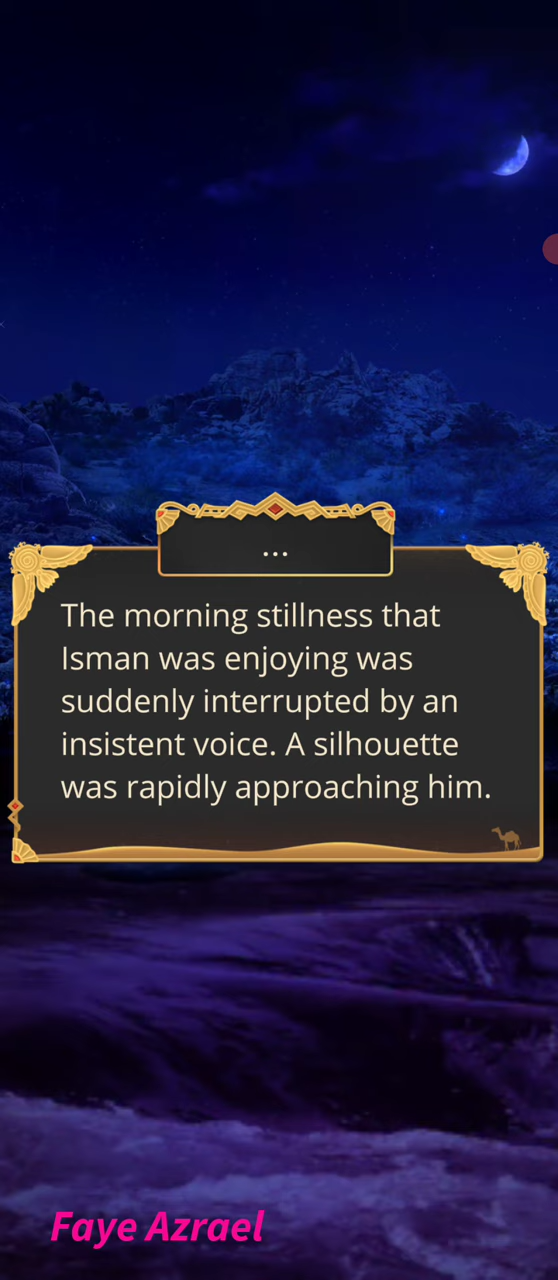 ...
The morning stillness that
Isman was enjoying was
suddenly interrupted by an
insistent voice. A silhouette
was rapidly approaching him.
Faye Azrael